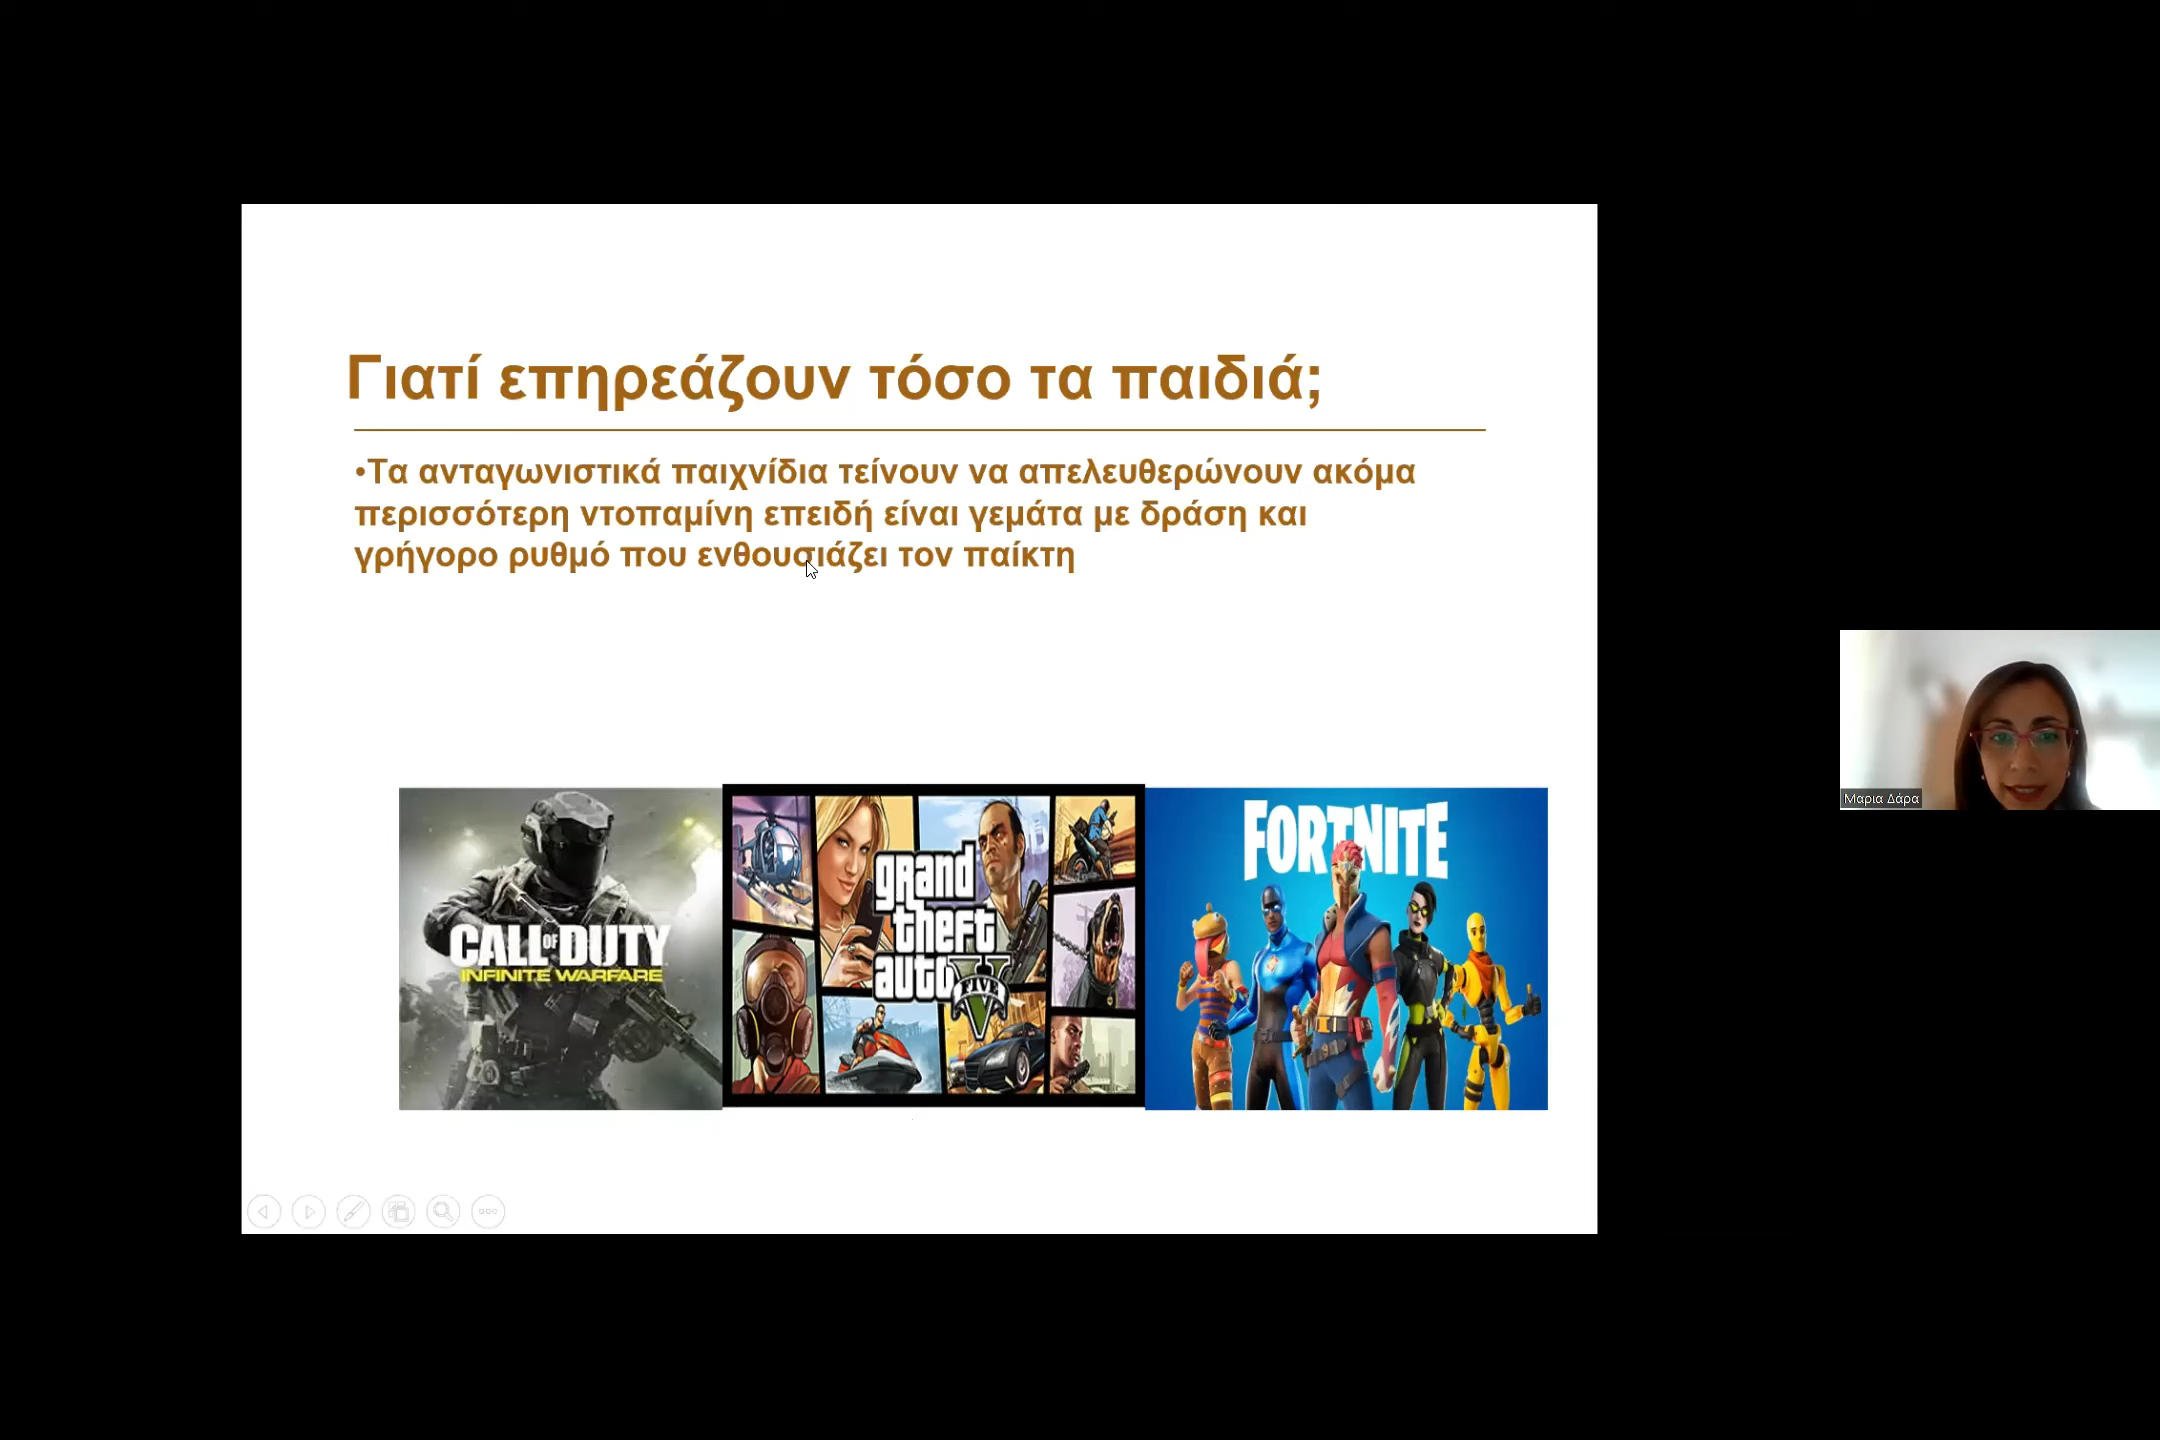 Γιατί επηρεάζουν τόσο τα παιδιά;
•Τα ανταγωνιστικά παιχνίδια τείνουν να απελευθερώνουν ακόμα
περισσότερη ντοπαμίνη επειδή είναι γεμάτα με δράση και
γρήγορο ρυθμό που ενθουσιάζει τον παίκτη
CALL OF DUTY
INFINITE WARFARE
grand
theft
auto V
FIVE
FORTNITE
Μαρια Δάρα